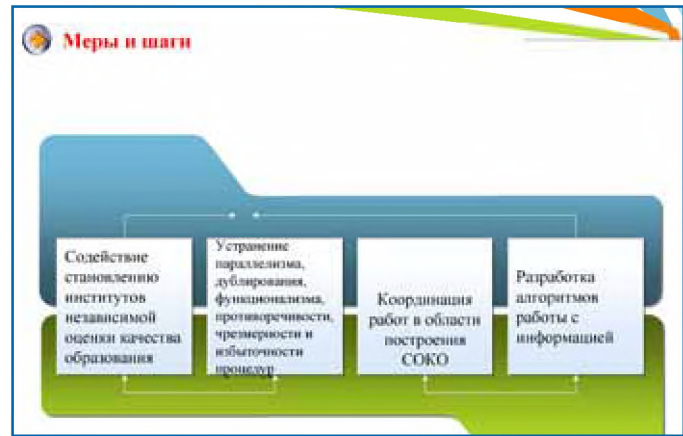 Меры и шаги
Содействие
становлению
институтов
независимой
оценки качества
образования
Устранение
параллелизма,
дублирования,
функционализма,
противоречивости,
чрезмерности и
избыточности
процедур
Координация
работ в области
построения
СОКО
Разработка
алгоритмов
работы с
информацией